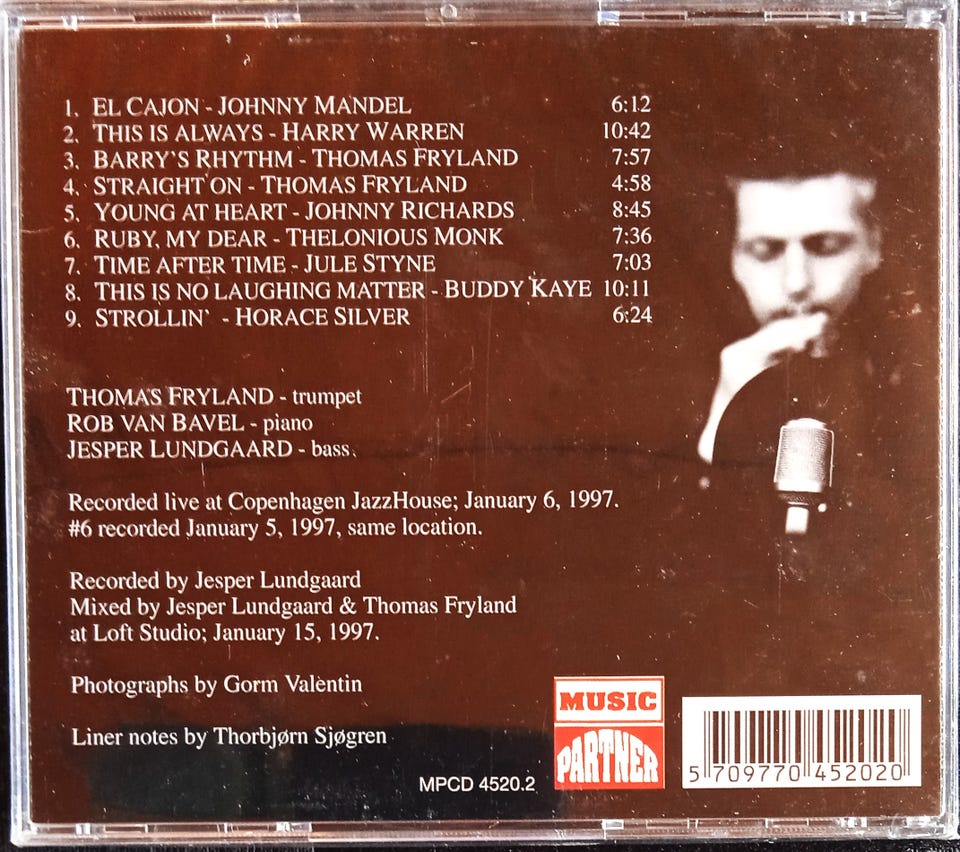 1. EL CAJON - JOHNNY MANDEL 6:12
2. THIS IS ALWAYS - HARRY WARREN 10:42
3. BARRY'S RHYTHM - THOMAS FRYLAND 7:57
4. STRAIGHT ON - THOMAS FRYLAND 4:58
5. YOUNG AT HEART - JOHNNY RICHARDS 8:45
6. RUBY, MY DEAR - THELONIOUS MONK 7:36
7. TIME AFTER TIME - JULE STYNE 7:03
8. THIS IS NO LAUGHING MATTER - BUDDY KAYE 10:11
9. STROLLIN' - HORACE SILVER 6:24
THOMAS FRYLAND - trumpet
ROB VAN BAVEL - piano
JESPER LUNDGAARD - bass.
Recorded live at Copenhagen JazzHouse; January 6, 1997.
#6 recorded January 5, 1997, same location.
Recorded by Jesper Lundgaard
Mixed by Jesper Lundgaard & Thomas Fryland
at Loft Studio; January 15, 1997.
Photographs by Gorm Valentin
Liner notes by Thorbjørn Sjøgren
MPCD 4520.2
MUSIC
PARTNER
5 709770 452020